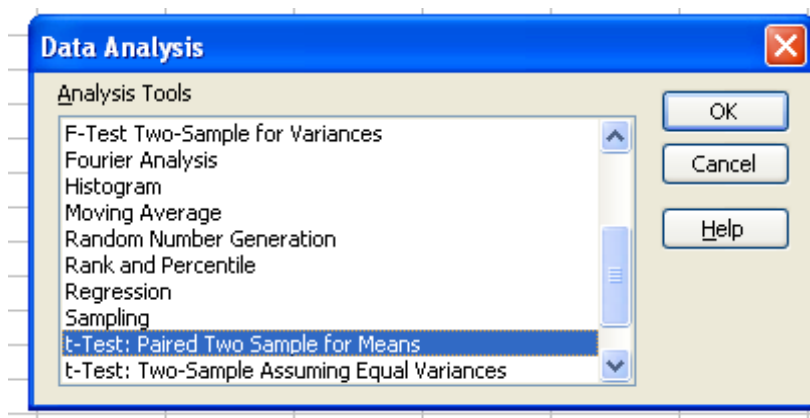 Data Analysis
Analysis Tools
F-Test Two-Sample for Variances
Fourier Analysis
Histogram
Moving Average
Random Number Generation
Rank and Percentile
Regression
Sampling
t-Test: Paired Two Sample for Means
t-Test: Two-Sample Assuming Equal Variances
OK
Cancel
Help